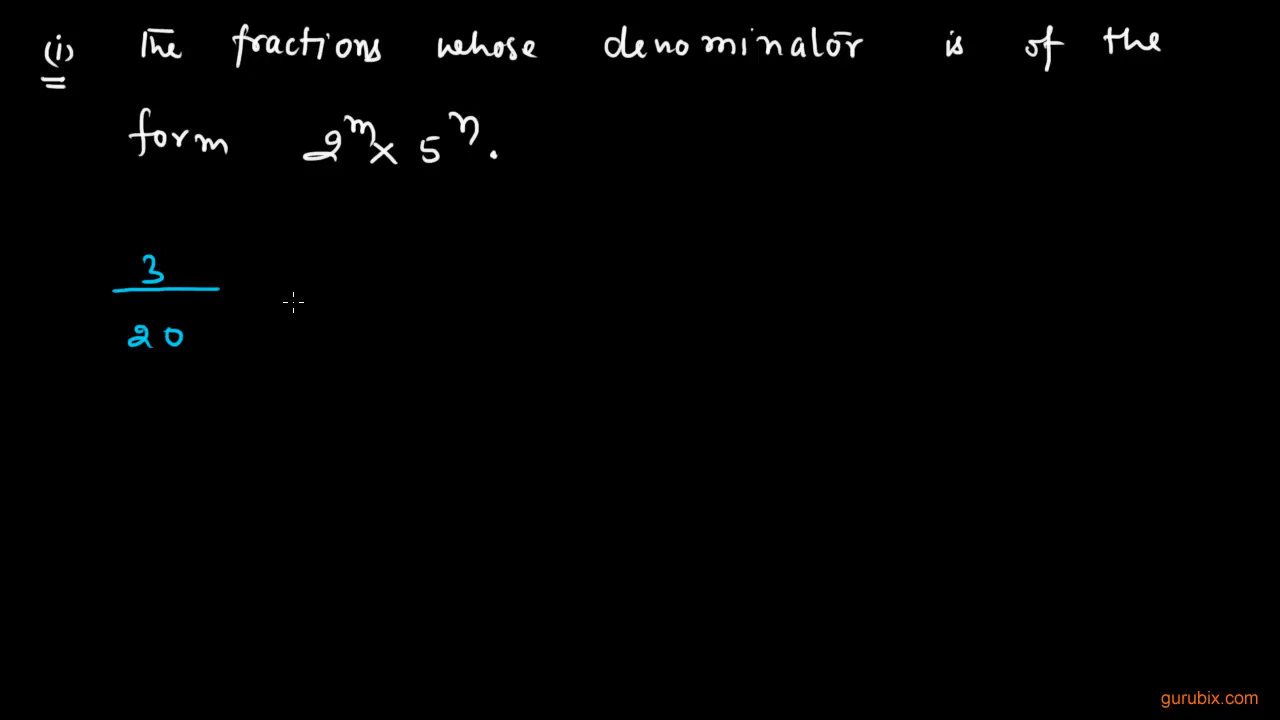 (i) The fractions whose denominator is of the
form 2^m × 5^n.
3
20
gurubix.com